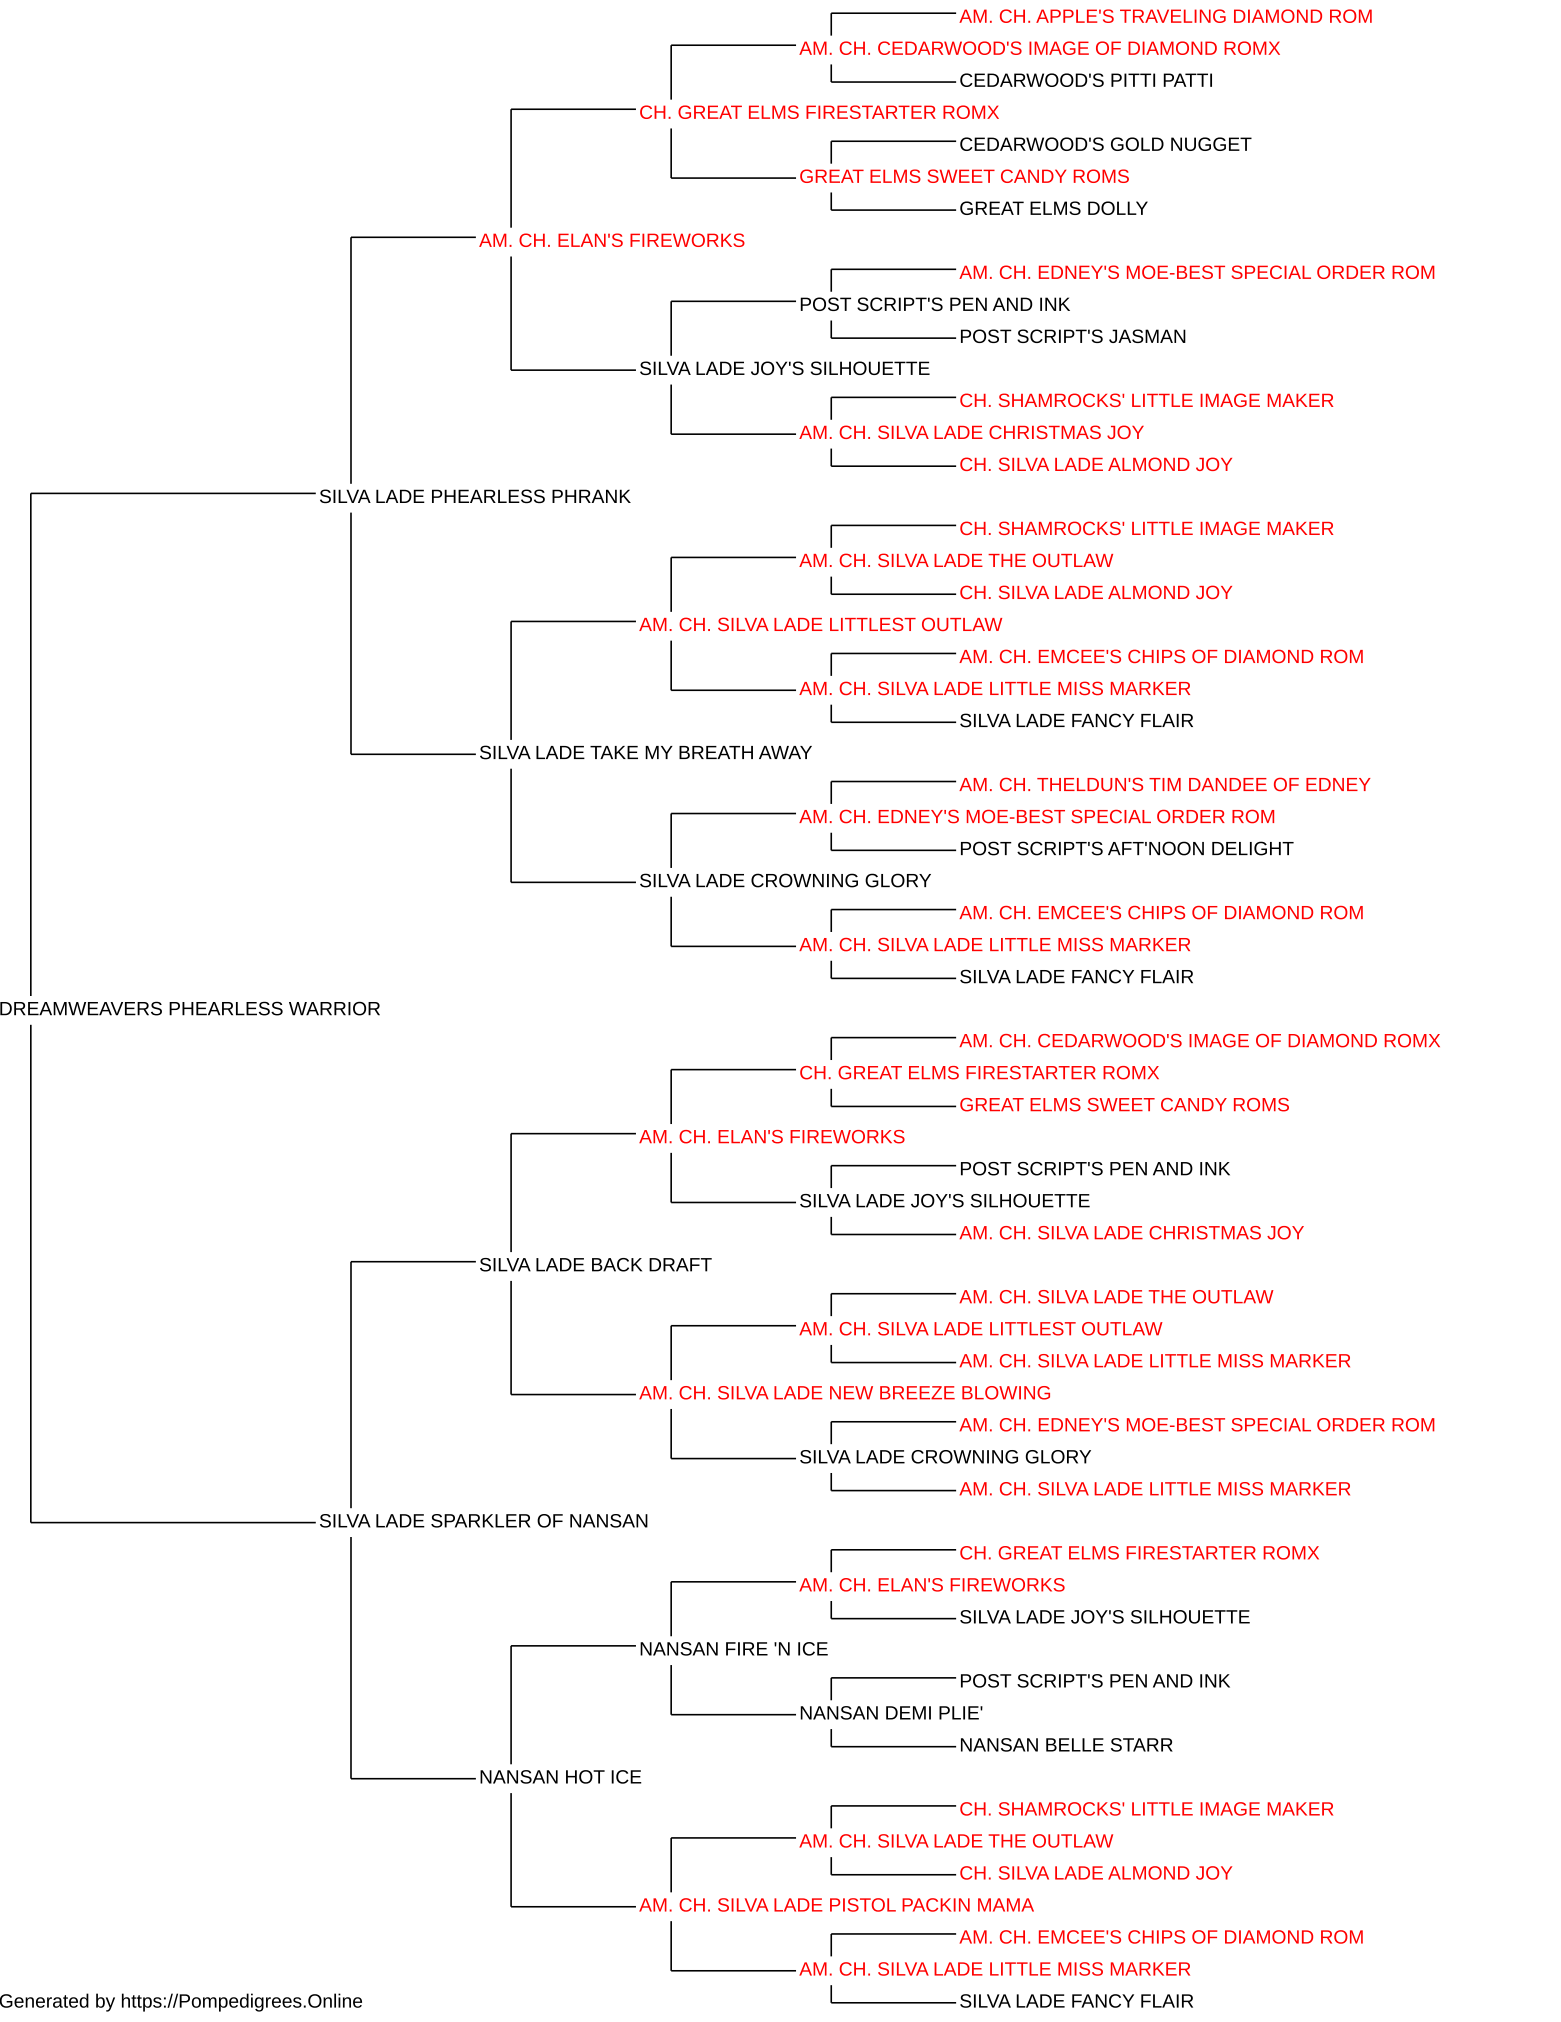 AM. CH. APPLE'S TRAVELING DIAMOND ROM
AM. CH. CEDARWOOD'S IMAGE OF DIAMOND ROMX
CEDARWOOD'S PITTI PATTI
CH. GREAT ELMS FIRESTARTER ROMX
CEDARWOOD'S GOLD NUGGET
GREAT ELMS SWEET CANDY ROMS
GREAT ELMS DOLLY
AM. CH. ELAN'S FIREWORKS
AM. CH. EDNEY'S MOE-BEST SPECIAL ORDER ROM
POST SCRIPT'S PEN AND INK
POST SCRIPT'S JASMAN
SILVA LADE JOY'S SILHOUETTE
CH. SHAMROCKS' LITTLE IMAGE MAKER
AM. CH. SILVA LADE CHRISTMAS JOY
CH. SILVA LADE ALMOND JOY
SILVA LADE PHEARLESS PHRANK
CH. SHAMROCKS' LITTLE IMAGE MAKER
AM. CH. SILVA LADE THE OUTLAW
CH. SILVA LADE ALMOND JOY
AM. CH. SILVA LADE LITTLEST OUTLAW
AM. CH. EMCEE'S CHIPS OF DIAMOND ROM
AM. CH. SILVA LADE LITTLE MISS MARKER
SILVA LADE FANCY FLAIR
SILVA LADE TAKE MY BREATH AWAY
AM. CH. THELDUN'S TIM DANDEE OF EDNEY
AM. CH. EDNEY'S MOE-BEST SPECIAL ORDER ROM
POST SCRIPT'S AFT'NOON DELIGHT
SILVA LADE CROWNING GLORY
AM. CH. EMCEE'S CHIPS OF DIAMOND ROM
AM. CH. SILVA LADE LITTLE MISS MARKER
SILVA LADE FANCY FLAIR
DREAMWEAVERS PHEARLESS WARRIOR
AM. CH. CEDARWOOD'S IMAGE OF DIAMOND ROMX
CH. GREAT ELMS FIRESTARTER ROMX
GREAT ELMS SWEET CANDY ROMS
AM. CH. ELAN'S FIREWORKS
POST SCRIPT'S PEN AND INK
SILVA LADE JOY'S SILHOUETTE
AM. CH. SILVA LADE CHRISTMAS JOY
SILVA LADE BACK DRAFT
AM. CH. SILVA LADE THE OUTLAW
AM. CH. SILVA LADE LITTLEST OUTLAW
AM. CH. SILVA LADE LITTLE MISS MARKER
AM. CH. SILVA LADE NEW BREEZE BLOWING
AM. CH. EDNEY'S MOE-BEST SPECIAL ORDER ROM
SILVA LADE CROWNING GLORY
AM. CH. SILVA LADE LITTLE MISS MARKER
SILVA LADE SPARKLER OF NANSAN
CH. GREAT ELMS FIRESTARTER ROMX
AM. CH. ELAN'S FIREWORKS
SILVA LADE JOY'S SILHOUETTE
NANSAN FIRE 'N ICE
POST SCRIPT'S PEN AND INK
NANSAN DEMI PLIE'
NANSAN BELLE STARR
NANSAN HOT ICE
CH. SHAMROCKS' LITTLE IMAGE MAKER
AM. CH. SILVA LADE THE OUTLAW
CH. SILVA LADE ALMOND JOY
AM. CH. SILVA LADE PISTOL PACKIN MAMA
AM. CH. EMCEE'S CHIPS OF DIAMOND ROM
AM. CH. SILVA LADE LITTLE MISS MARKER
SILVA LADE FANCY FLAIR
Generated by https://Pompedigrees.Online